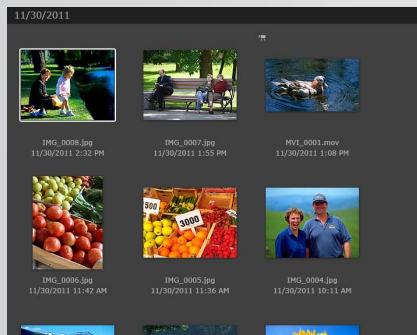 11/30/2011
IMG_0008.jpg
11/30/2011 2:32 PM
IMG_0007.jpg
11/30/2011 1:55 PM
MVI_0001.mov
11/30/2011 1:08 PM
500
3000
IMG_0006.jpg
11/30/2011 11:42 AM
IMG_0005.jpg
11/30/2011 11:36 AM
IMG_0004.jpg
11/30/2011 10:11 AM